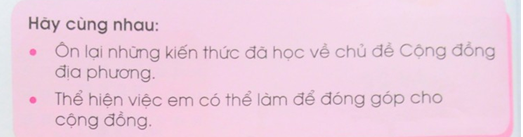 Hãy cùng nhau:
• Ôn lại những kiến thức đã học về chủ đề Cộng đồng
địa phương.
• Thể hiện việc em có thể làm để đóng góp cho
cộng đồng.